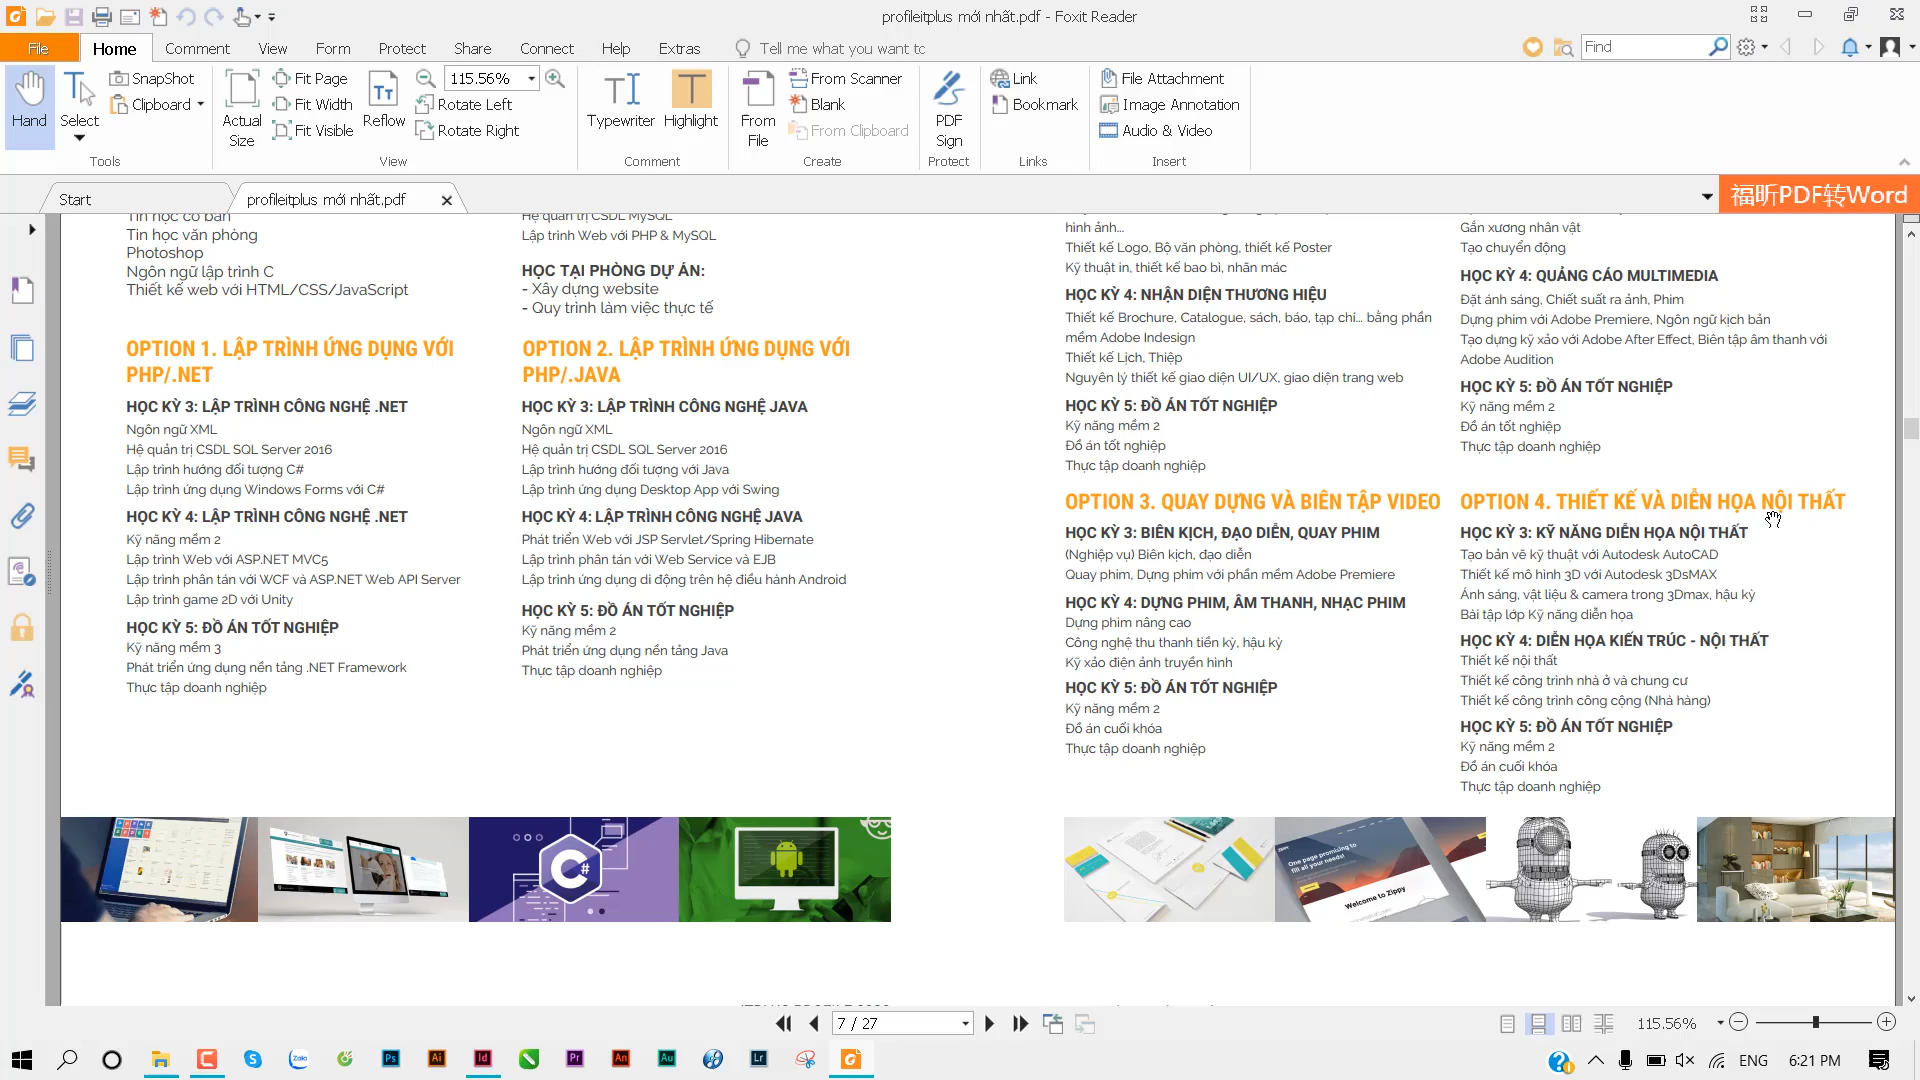 profileitplus mới nhất.pdf - Foxit Reader
File
Home
Comment
View
Form
Protect
Share
Connect
Help
Extras
Tell me what you want to
Find
Hand
Select
SnapShot
Clipboard
Tools
Actual
Size
Fit Page
Fit Width
Fit Visible
Reflow
115.56%
Rotate Left
Rotate Right
View
Typewriter
Highlight
Comment
From
File
From Scanner
Blank
From Clipboard
Create
PDF
Sign
Protect
Link
Bookmark
Links
File Attachment
Image Annotation
Audio & Video
Insert
Start
profileitplus mới nhất.pdf
福昕PDF转Word
Tin học cơ bản
Tin học văn phòng
Photoshop
Ngôn ngữ lập trình C
Thiết kế web với HTML/CSS/JavaScript
Hệ quản trị CSDL MySQL
Lập trình Web với PHP & MySQL
HỌC TẠI PHÒNG DỰ ÁN:
- Xây dựng website
- Quy trình làm việc thực tế
OPTION 1. LẬP TRÌNH ỨNG DỤNG VỚI
PHP/.NET
HỌC KỲ 3: LẬP TRÌNH CÔNG NGHỆ .NET
Ngôn ngữ XML
Hệ quản trị CSDL SQL Server 2016
Lập trình hướng đối tượng C#
Lập trình ứng dụng Windows Forms với C#
HỌC KỲ 4: LẬP TRÌNH CÔNG NGHỆ .NET
Kỹ năng mềm 2
Lập trình Web với ASP.NET MVC5
Lập trình phân tán với WCF và ASP.NET Web API Server
Lập trình game 2D với Unity
HỌC KỲ 5: ĐỒ ÁN TỐT NGHIỆP
Kỹ năng mềm 3
Phát triển ứng dụng nền tảng .NET Framework
Thực tập doanh nghiệp
OPTION 2. LẬP TRÌNH ỨNG DỤNG VỚI
PHP/.JAVA
HỌC KỲ 3: LẬP TRÌNH CÔNG NGHỆ JAVA
Ngôn ngữ XML
Hệ quản trị CSDL SQL Server 2016
Lập trình hướng đối tượng với Java
Lập trình ứng dụng Desktop App với Swing
HỌC KỲ 4: LẬP TRÌNH CÔNG NGHỆ JAVA
Phát triển Web với JSP Servlet/Spring Hibernate
Lập trình phân tán với Web Service và EJB
Lập trình ứng dụng di động trên hệ điều hành Android
HỌC KỲ 5: ĐỒ ÁN TỐT NGHIỆP
Kỹ năng mềm 2
Phát triển ứng dụng nền tảng Java
Thực tập doanh nghiệp
hình ảnh...
Thiết kế Logo, Bộ văn phòng, thiết kế Poster
Kỹ thuật in, thiết kế bao bì, nhãn mác
HỌC KỲ 4: NHẬN DIỆN THƯƠNG HIỆU
Thiết kế Brochure, Catalogue, sách, báo, tạp chí... bằng phần
mềm Adobe Indesign
Thiết kế Lịch, Thiệp
Nguyên lý thiết kế giao diện UI/UX, giao diện trang web
HỌC KỲ 5: ĐỒ ÁN TỐT NGHIỆP
Kỹ năng mềm 2
Đồ án tốt nghiệp
Thực tập doanh nghiệp
Gắn xương nhân vật
Tạo chuyển động
HỌC KỲ 4: QUẢNG CÁO MULTIMEDIA
Đặt ánh sáng, Chiết suất ra ảnh, Phim
Dựng phim với Adobe Premiere, Ngôn ngữ kịch bản
Tạo dựng kỹ xảo với Adobe After Effect, Biên tập âm thanh với
Adobe Audition
HỌC KỲ 5: ĐỒ ÁN TỐT NGHIỆP
Kỹ năng mềm 2
Đồ án tốt nghiệp
Thực tập doanh nghiệp
OPTION 3. QUAY DỰNG VÀ BIÊN TẬP VIDEO
HỌC KỲ 3: BIÊN KỊCH, ĐẠO DIỄN, QUAY PHIM
(Nghiệp vụ) Biên kịch, đạo diễn
Quay phim, Dựng phim với phần mềm Adobe Premiere
HỌC KỲ 4: DỰNG PHIM, ÂM THANH, NHẠC PHIM
Dựng phim nâng cao
Công nghệ thu thanh tiền kỳ, hậu kỳ
Kỹ xảo điện ảnh truyền hình
HỌC KỲ 5: ĐỒ ÁN TỐT NGHIỆP
Kỹ năng mềm 2
Đồ án cuối khóa
Thực tập doanh nghiệp
OPTION 4. THIẾT KẾ VÀ DIỄN HỌA NỘI THẤT
HỌC KỲ 3: KỸ NĂNG DIỄN HỌA NỘI THẤT
Tạo bản vẽ kỹ thuật với Autodesk AutoCAD
Thiết kế mô hình 3D với Autodesk 3DsMAX
Ánh sáng, vật liệu & camera trong 3Dmax, hậu kỳ
Bài tập lớp Kỹ năng diễn họa
HỌC KỲ 4: DIỄN HỌA KIẾN TRÚC - NỘI THẤT
Thiết kế nội thất
Thiết kế công trình nhà ở và chung cư
Thiết kế công trình công cộng (Nhà hàng)
HỌC KỲ 5: ĐỒ ÁN TỐT NGHIỆP
Kỹ năng mềm 2
Đồ án cuối khóa
Thực tập doanh nghiệp
C#
One page promising to
fill all your needs!
Welcome to Zippy
7 / 27
115.56%
Ps
Ai
Id
Pr
An
Au
Lr
ENG
6:21 PM